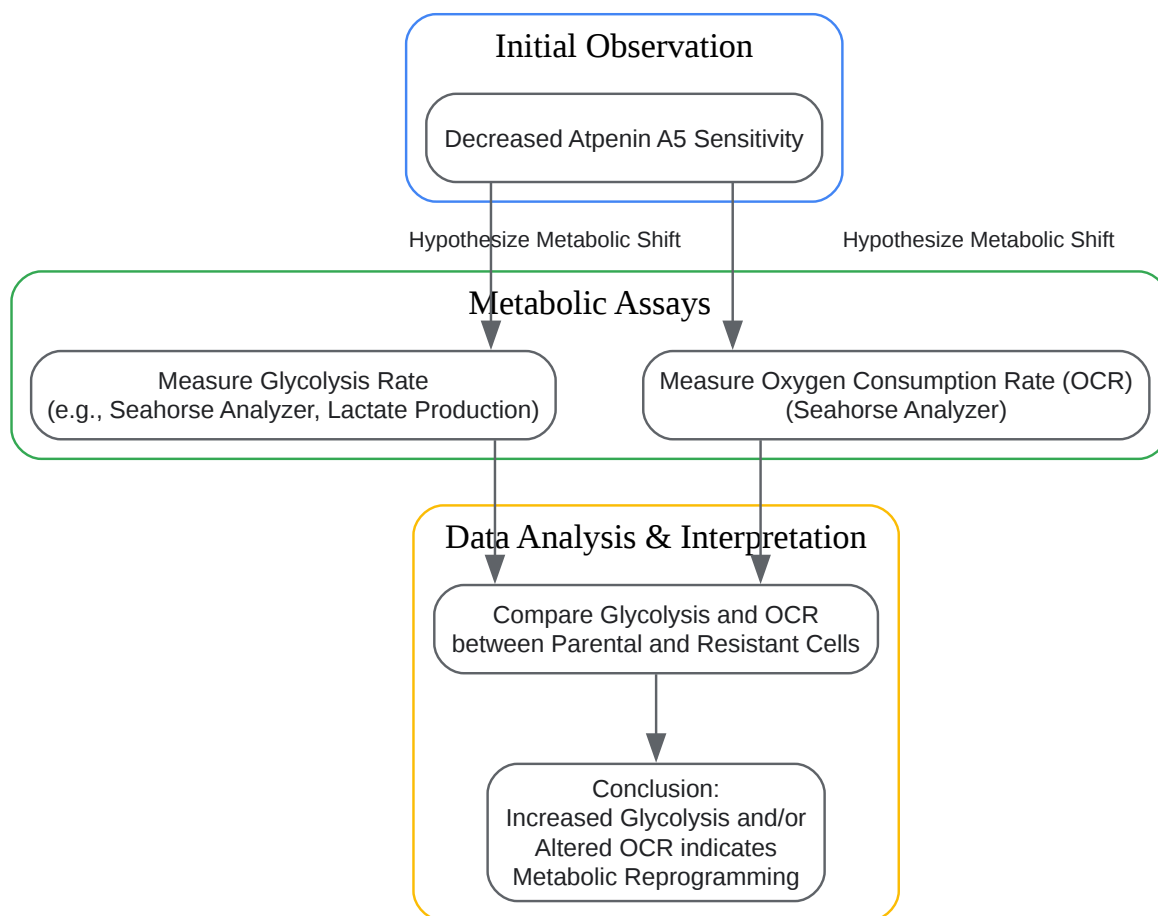 Initial Observation
Decreased Atpenin A5 Sensitivity
Hypothesize Metabolic Shift
Hypothesize Metabolic Shift
Metabolic Assays
Measure Glycolysis Rate
(e.g., Seahorse Analyzer, Lactate Production)
Measure Oxygen Consumption Rate (OCR)
(Seahorse Analyzer)
Data Analysis & Interpretation
Compare Glycolysis and OCR
between Parental and Resistant Cells
Conclusion:
Increased Glycolysis and/or
Altered OCR indicates
Metabolic Reprogramming